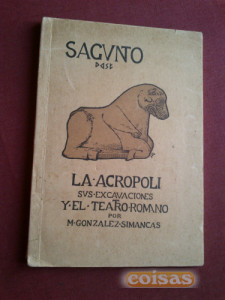 SAGVNTO
LA·ACROPOLI
SVS·EXCAVACIONES
Y·EL·TEATRO·ROMANO
POR
M·GONZALEZ·SIMANCAS
coisas